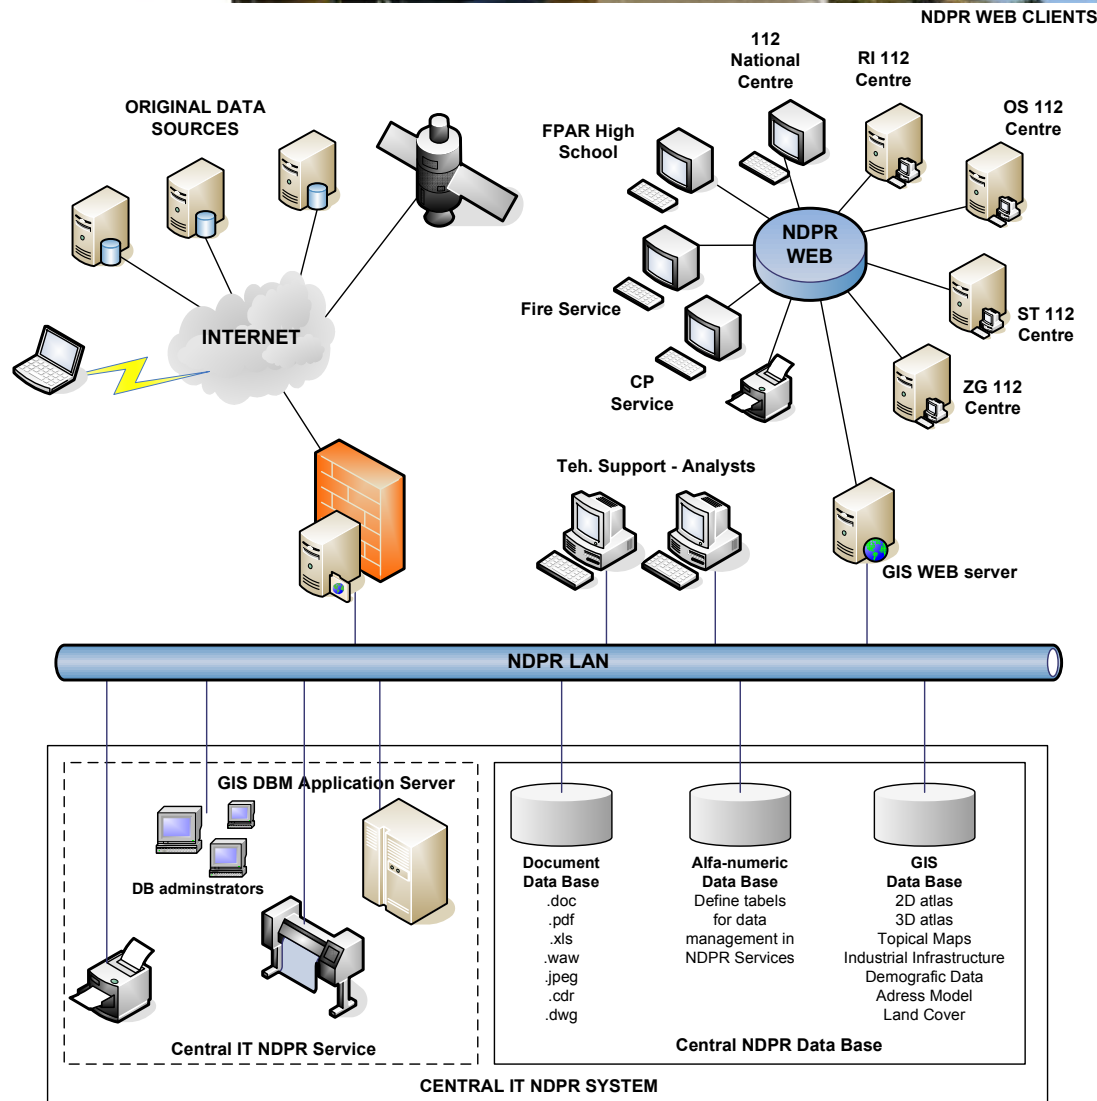 NDPR WEB CLIENTS
112
National
Centre
RI 112
Centre
ORIGINAL DATA
SOURCES
OS 112
Centre
FPAR High
School
NDPR
WEB
INTERNET
Fire Service
ST 112
Centre
CP
Service
ZG 112
Centre
Teh. Support - Analysts
GIS WEB server
NDPR LAN
GIS DBM Application Server
DB adminstrators
Central IT NDPR Service
Document
Data Base
.doc
.pdf
.xls
.waw
.jpeg
.cdr
.dwg
Alfa-numeric
Data Base
Define tabels
for data
management in
NDPR Services
GIS
Data Base
2D atlas
3D atlas
Topical Maps
Industrial Infrastructure
Demografic Data
Adress Model
Land Cover
Central NDPR Data Base
CENTRAL IT NDPR SYSTEM